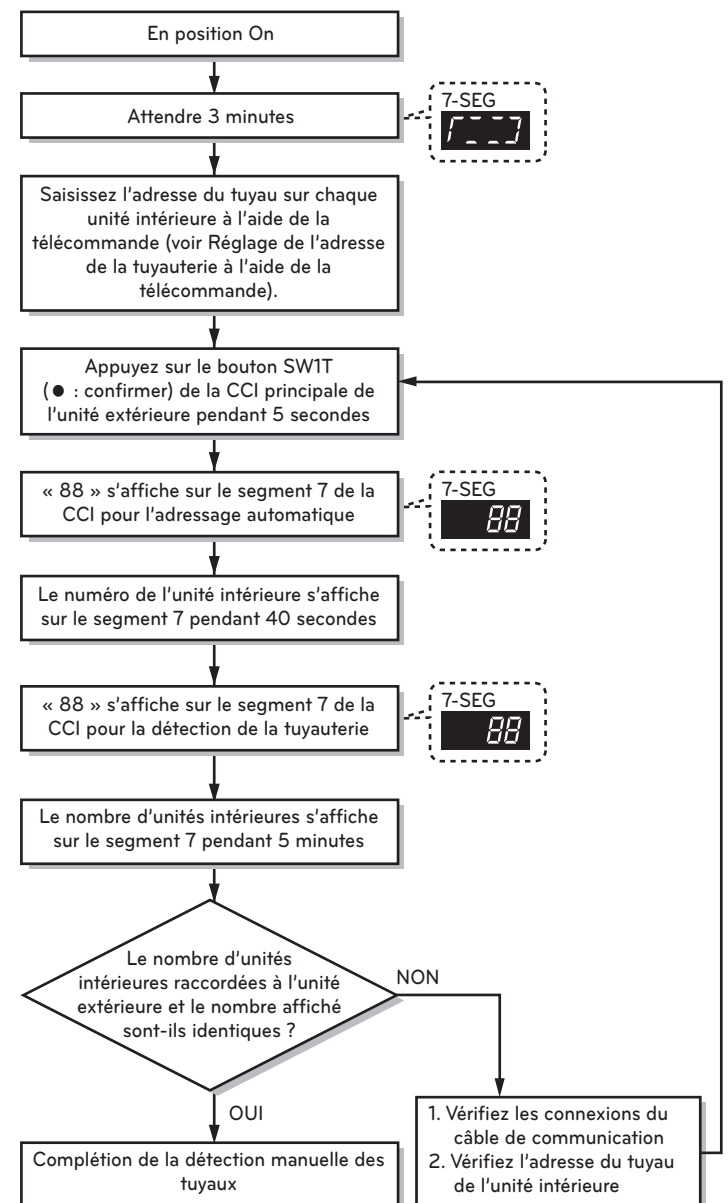 En position On
Attendre 3 minutes
7-SEG
Saisissez l'adresse du tuyau sur chaque
unité intérieure à l'aide de la
télécommande (voir Réglage de l'adresse
de la tuyauterie à l'aide de la
télécommande).
Appuyez sur le bouton SW1T
(● : confirmer) de la CCI principale de
l'unité extérieure pendant 5 secondes
« 88 » s'affiche sur le segment 7 de la
CCI pour l'adressage automatique
7-SEG
88
Le numéro de l'unité intérieure s'affiche
sur le segment 7 pendant 40 secondes
« 88 » s'affiche sur le segment 7 de la
CCI pour la détection de la tuyauterie
7-SEG
88
Le nombre d'unités intérieures s'affiche
sur le segment 7 pendant 5 minutes
Le nombre d'unités
intérieures raccordées à l'unité
extérieure et le nombre affiché
sont-ils identiques ?
NON
OUI
1. Vérifiez les connexions du
câble de communication
2. Vérifiez l'adresse du tuyau
de l'unité intérieure
Complétion de la détection manuelle des
tuyaux